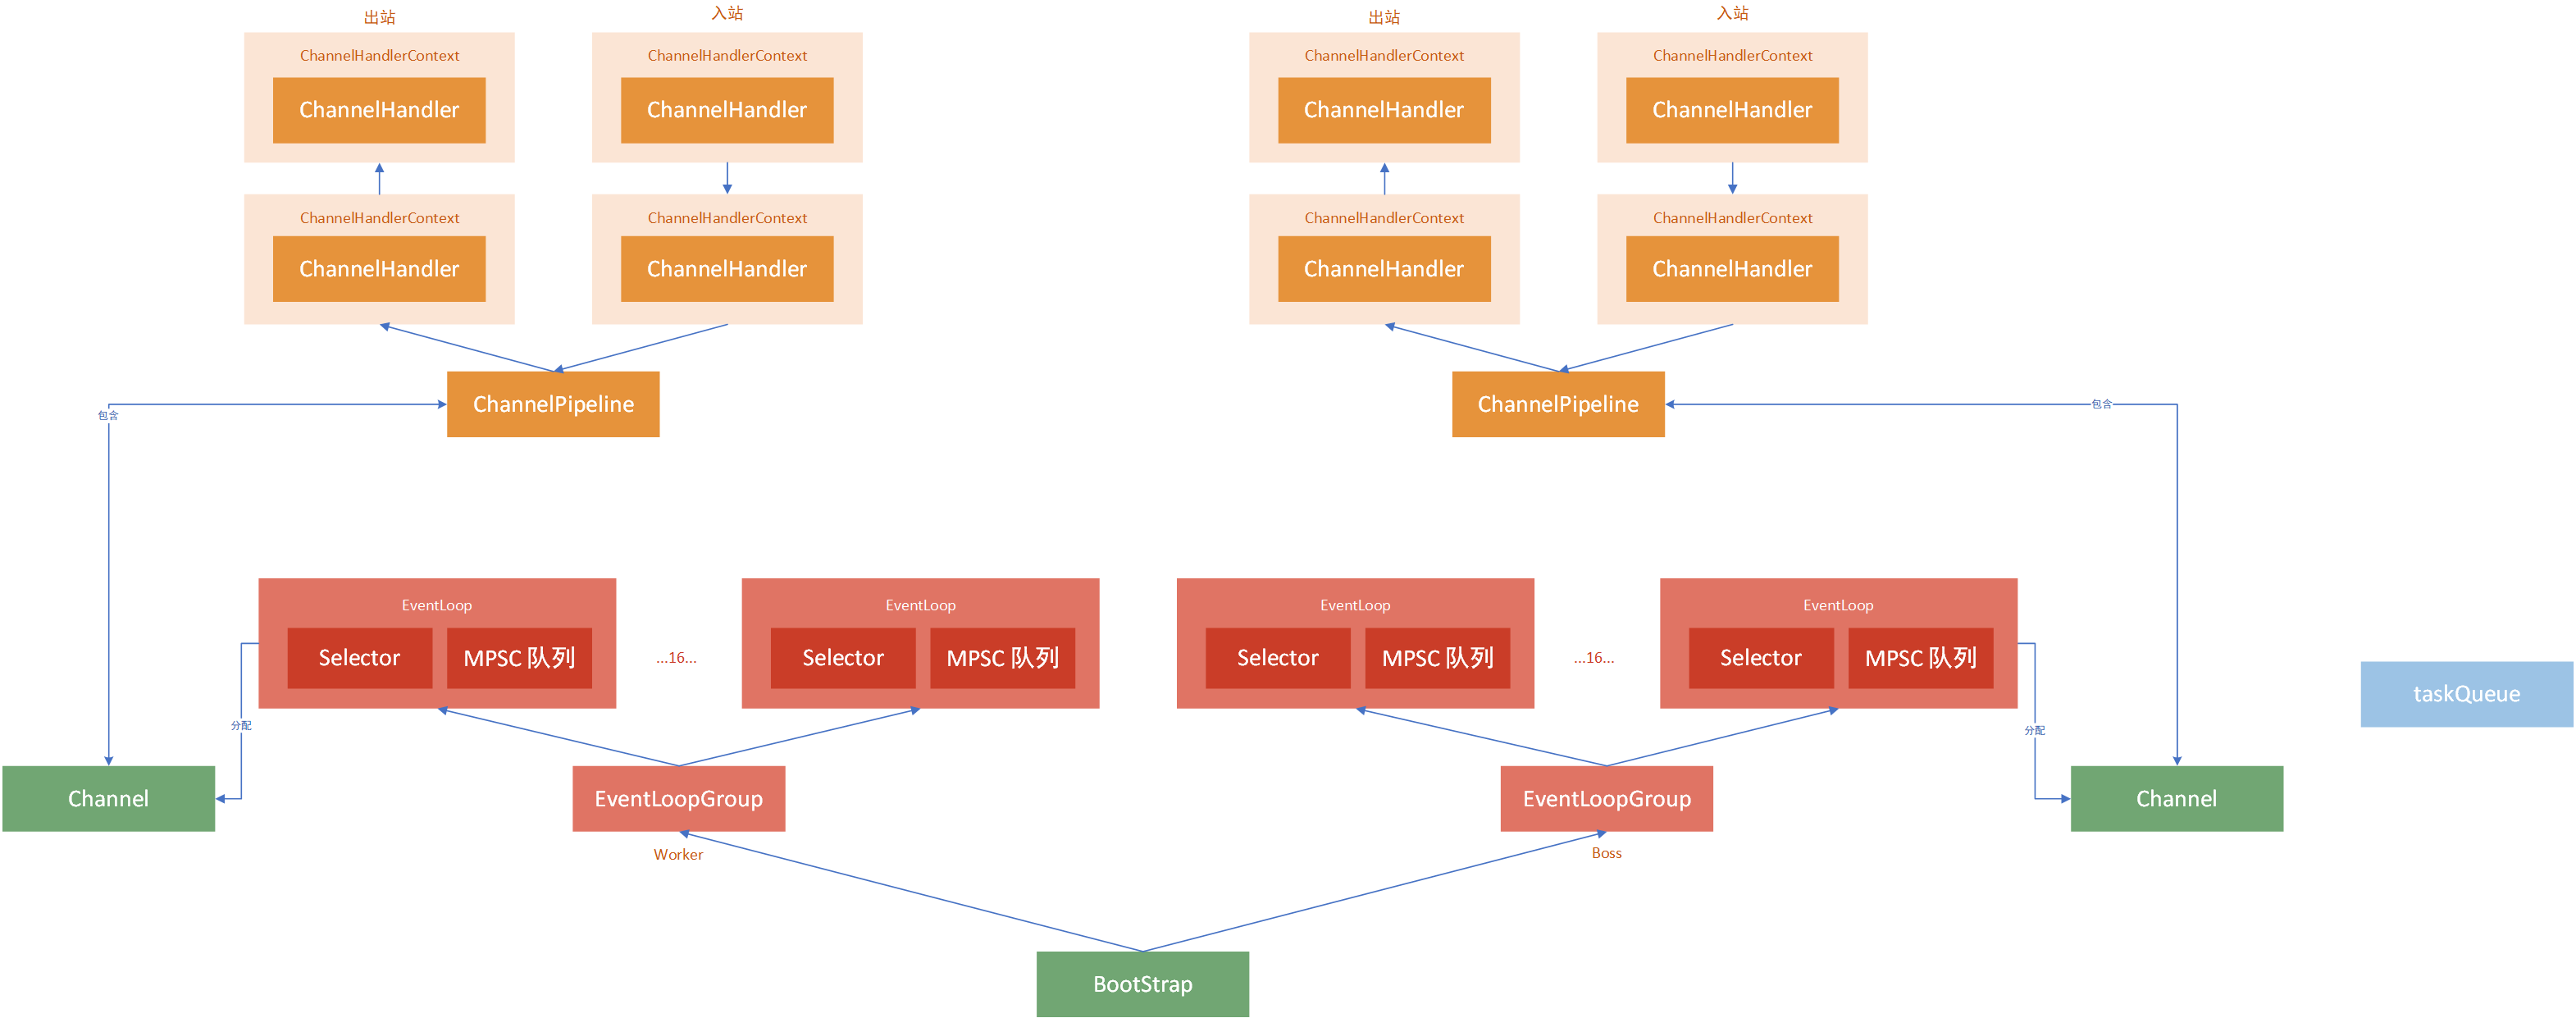 出站
入站
出站
入站
ChannelHandlerContext
ChannelHandlerContext
ChannelHandlerContext
ChannelHandlerContext
ChannelHandler
ChannelHandler
ChannelHandler
ChannelHandler
ChannelHandlerContext
ChannelHandlerContext
ChannelHandlerContext
ChannelHandlerContext
ChannelHandler
ChannelHandler
ChannelHandler
ChannelHandler
ChannelPipeline
ChannelPipeline
包含
包含
EventLoop
EventLoop
EventLoop
EventLoop
Selector
MPSC 队列
...16...
Selector
MPSC 队列
Selector
MPSC 队列
...16...
Selector
MPSC 队列
taskQueue
分配
分配
Channel
EventLoopGroup
EventLoopGroup
Channel
Worker
Boss
BootStrap